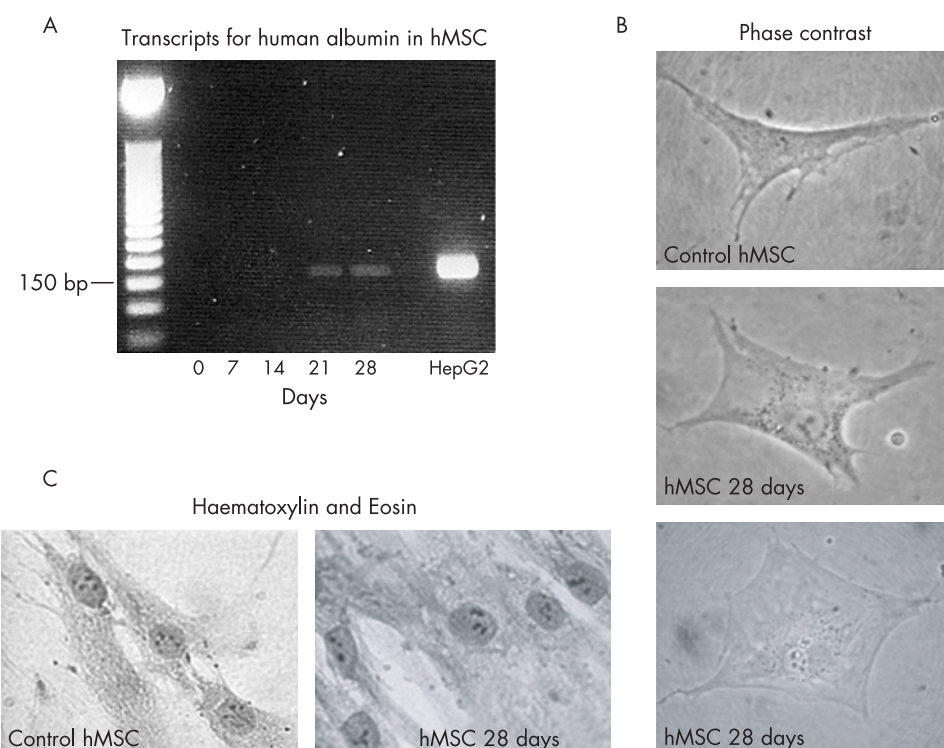 A
Transcripts for human albumin in hMSC
150 bp
0 7 14 21 28 HepG2
Days
B
Phase contrast
Control hMSC
hMSC 28 days
hMSC 28 days
C
Haematoxylin and Eosin
Control hMSC
hMSC 28 days